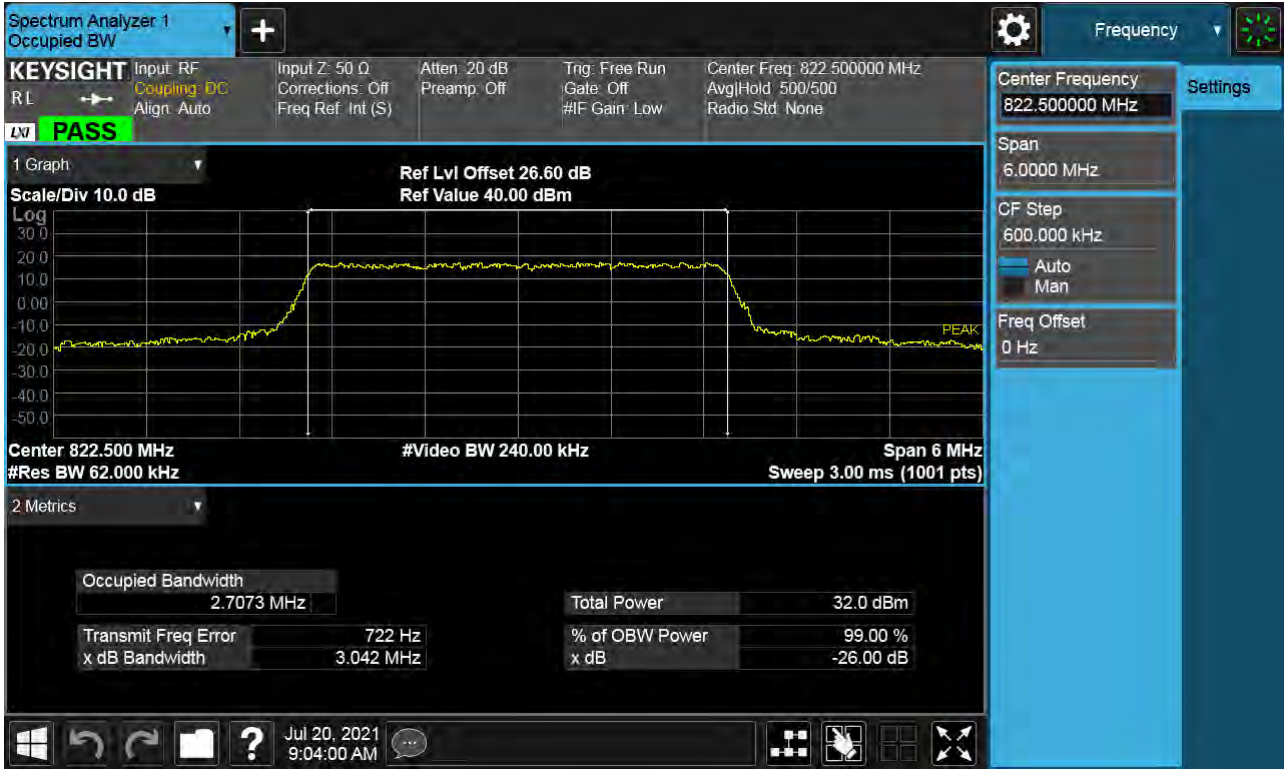 Spectrum Analyzer 1
Occupied BW
+
Frequency
KEYSIGHT
RL
LXI
PASS
Input: RF
Coupling: DC
Align: Auto
Input Z: 50 Ω
Corrections: Off
Freq Ref: Int (S)
Atten: 20 dB
Preamp: Off
Trig: Free Run
Gate: Off
#IF Gain: Low
Center Freq: 822.500000 MHz
Avg|Hold: 500/500
Radio Std: None
Center Frequency
822.500000 MHz
Settings
Span
6.0000 MHz
CF Step
600.000 kHz
Auto
Man
Freq Offset
0 Hz
1 Graph
Scale/Div 10.0 dB
Ref Lvl Offset 26.60 dB
Ref Value 40.00 dBm
Log
30.0
20.0
10.0
0.00
-10.0
-20.0
-30.0
-40.0
-50.0
PEAK
Center 822.500 MHz
#Video BW 240.00 kHz
Span 6 MHz
#Res BW 62.000 kHz
Sweep 3.00 ms (1001 pts)
2 Metrics
Occupied Bandwidth
2.7073 MHz
Total Power 32.0 dBm
Transmit Freq Error 722 Hz
% of OBW Power 99.00 %
x dB Bandwidth 3.042 MHz
x dB -26.00 dB
?
Jul 20, 2021
9:04:00 AM